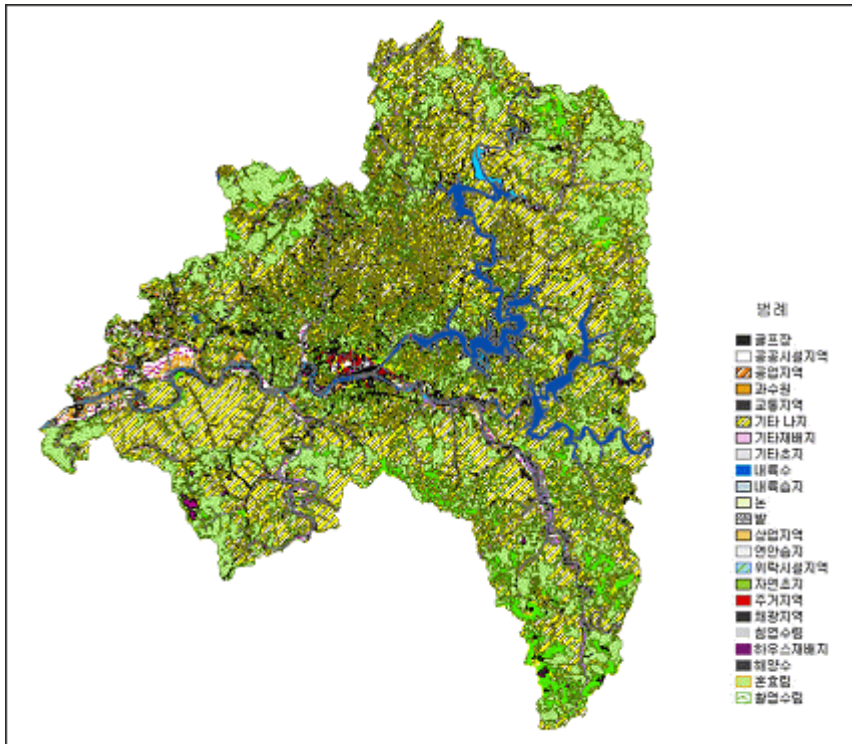 범례
골프장
공공시설지역
공업지역
과수원
교통지역
기타 나지
기타재배지
기타초지
내륙수
내륙습지
논
밭
상업지역
연안습지
위락시설지역
자연초지
주거지역
채광지역
침엽수림
하우스재배지
해양수
혼효림
활엽수림